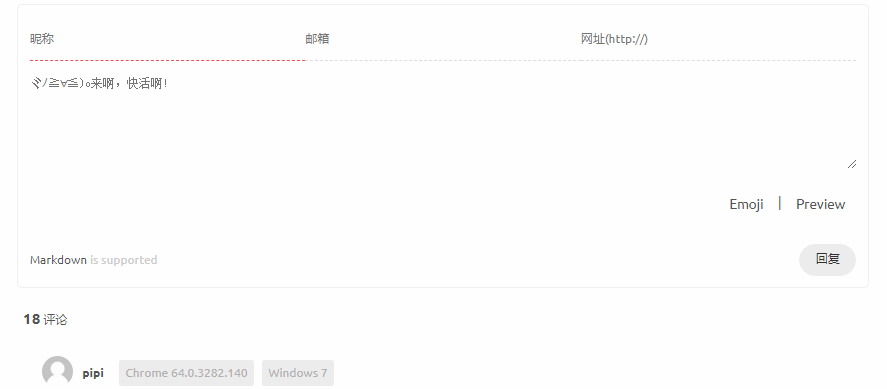 昵称 邮箱 网址(http://)
ヾﾉ≧∀≦)o来啊，快活啊!
Emoji | Preview
Markdown is supported 回复
18 评论
pipi Chrome 64.0.3282.140 Windows 7